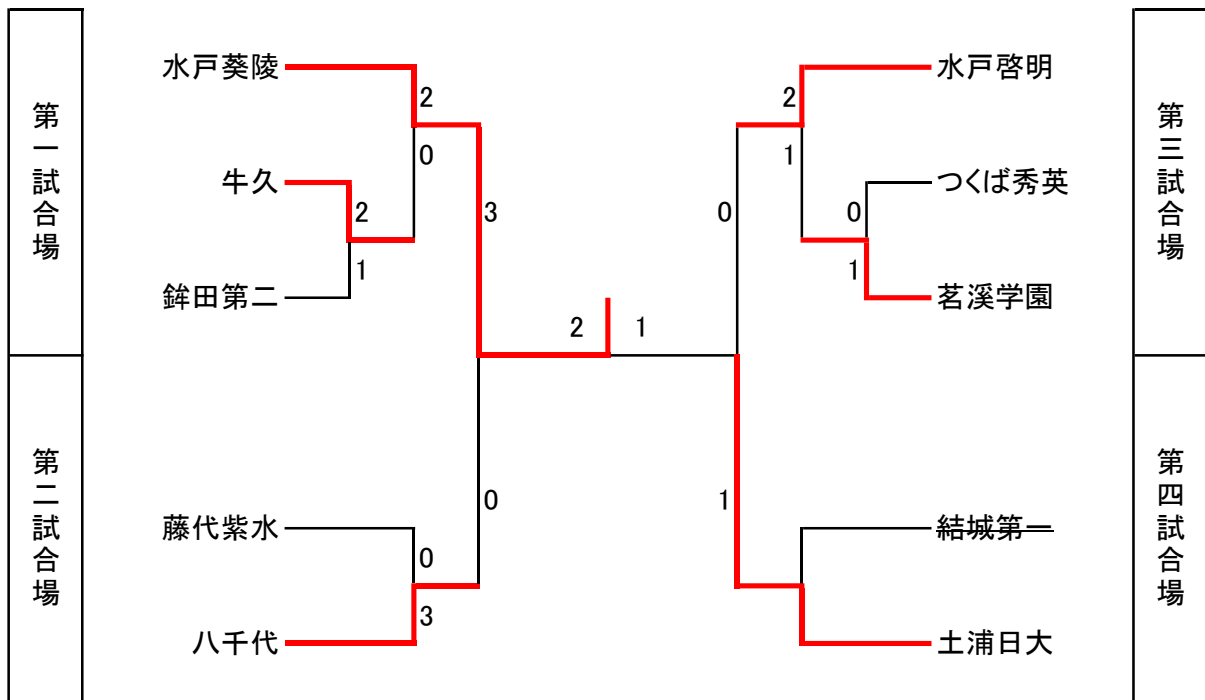 第一試合場
第二試合場
水戸葵陵
牛久
鉾田第二
藤代紫水
八千代
2
0
2
1
3
0
0
3
2
1
2
1
0
0
1
1
水戸啓明
つくば秀英
茗溪学園
結城第一
土浦日大
第三試合場
第四試合場